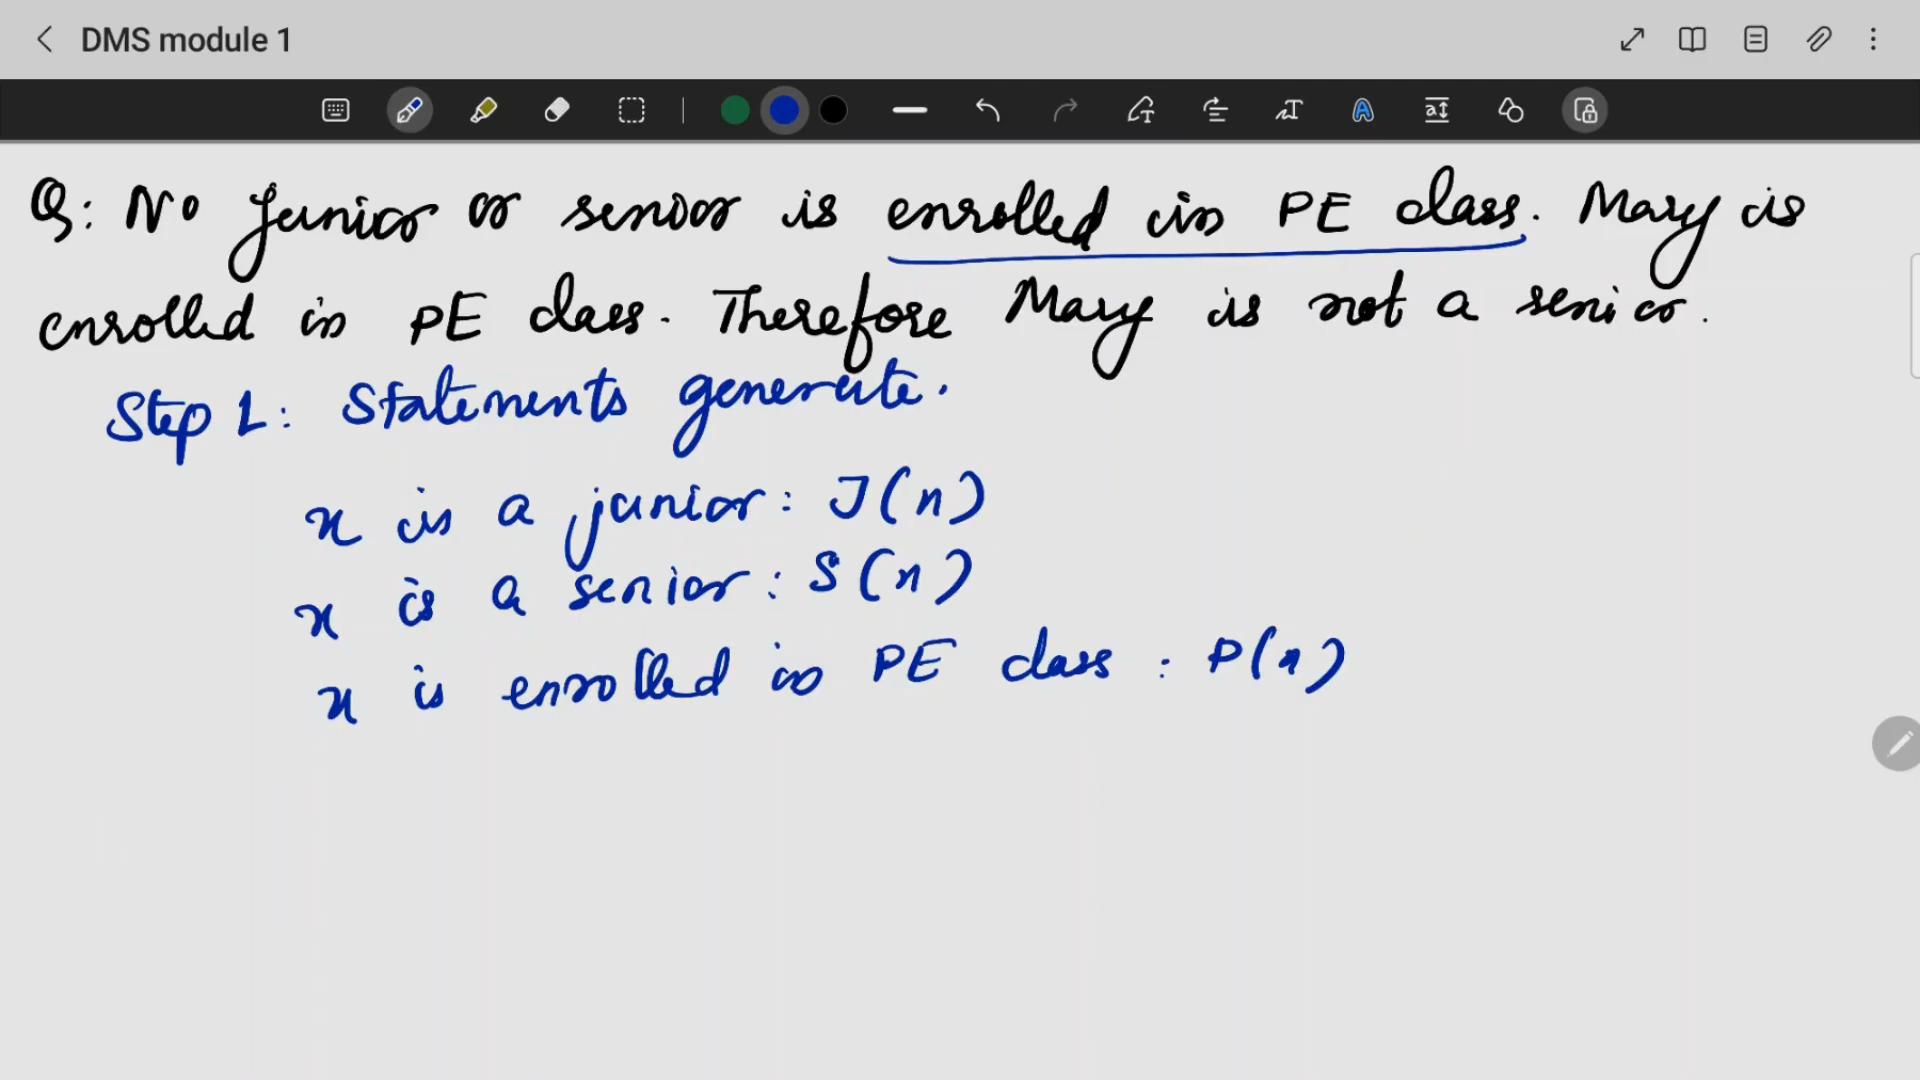 DMS module 1
Q: No junior or senior is enrolled in PE class. Mary is
enrolled in PE class. Therefore Mary is not a senior.
Step 1: Statements generate.
x is a junior: J(x)
x is a senior: S(x)
x is enrolled in PE class : P(x)